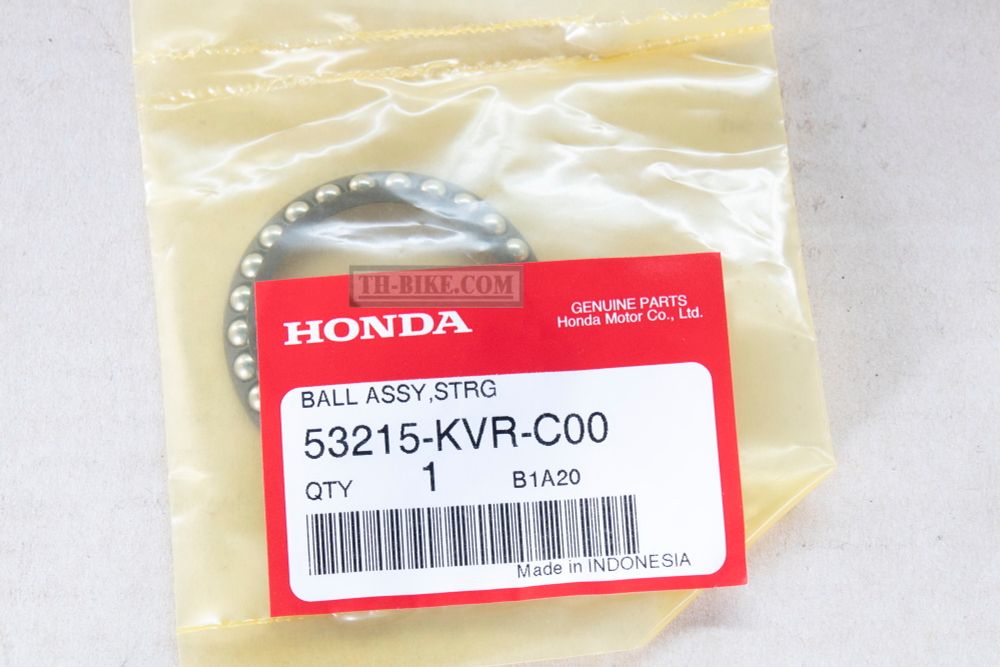 TH-BIKE.COM
HONDA
GENUINE PARTS
Honda Motor Co., Ltd.
BALL ASSY,STRG
53215-KVR-C00
QTY 1 B1A20
Made in INDONESIA